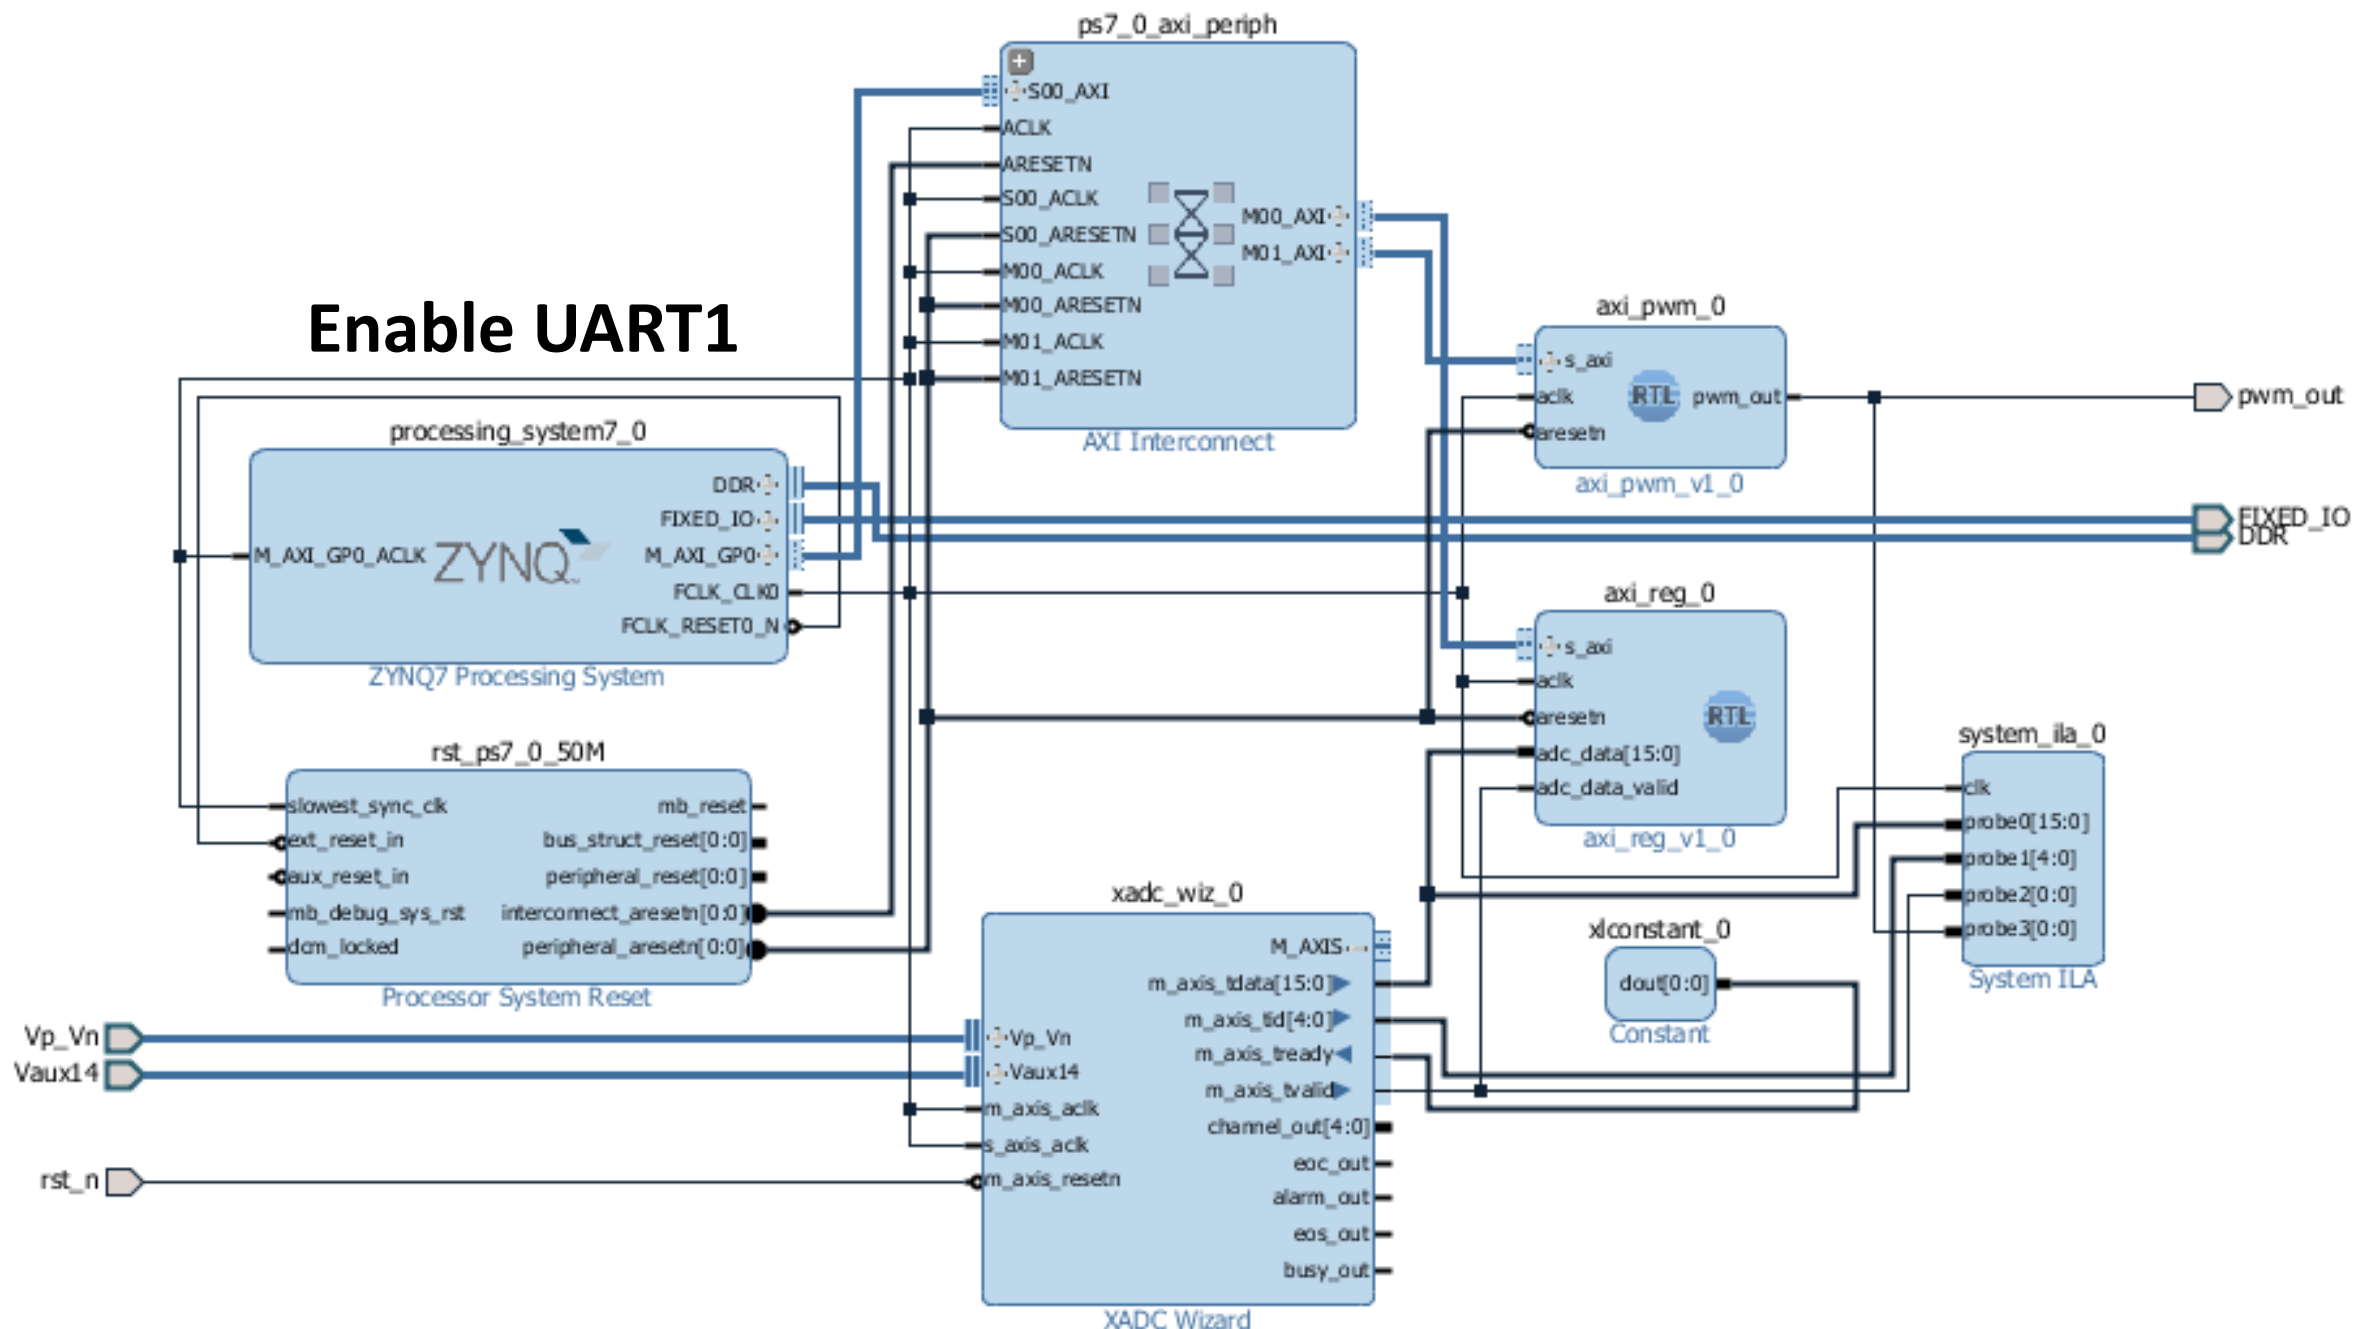 ps7_0_axi_periph
S00_AXI
ACLK
ARESETN
S00_ACLK
S00_ARESETN
M00_ACLK
M00_ARESETN
M01_ACLK
M01_ARESETN
M00_AXI
M01_AXI
AXI Interconnect
Enable UART1
processing_system7_0
DDR
FIXED_IO
M_AXI_GP0_ACLK
ZYNQ
M_AXI_GP0
FCLK_CLK0
FCLK_RESET0_N
ZYNQ7 Processing System
axi_pwm_0
s_axi
aclk
RTL
pwm_out
aresetn
axi_pwm_v1_0
pwm_out
FIXED_IO
DDR
axi_reg_0
s_axi
aclk
aresetn
RTL
adc_data[15:0]
adc_data_valid
axi_reg_v1_0
rst_ps7_0_50M
slowest_sync_clk
mb_reset
ext_reset_in
bus_struct_reset[0:0]
aux_reset_in
peripheral_reset[0:0]
mb_debug_sys_rst
interconnect_aresetn[0:0]
dcm_locked
peripheral_aresetn[0:0]
Processor System Reset
system_ila_0
clk
probe0[15:0]
probe1[4:0]
probe2[0:0]
probe3[0:0]
System ILA
xlconstant_0
dout[0:0]
Constant
Vp_Vn
Vaux14
rst_n
xadc_wiz_0
M_AXIS
m_axis_tdata[15:0]
m_axis_tid[4:0]
Vp_Vn
m_axis_tready
Vaux14
m_axis_tvalid
m_axis_aclk
channel_out[4:0]
s_axis_aclk
eoc_out
m_axis_resetn
alarm_out
eos_out
busy_out
XADC Wizard